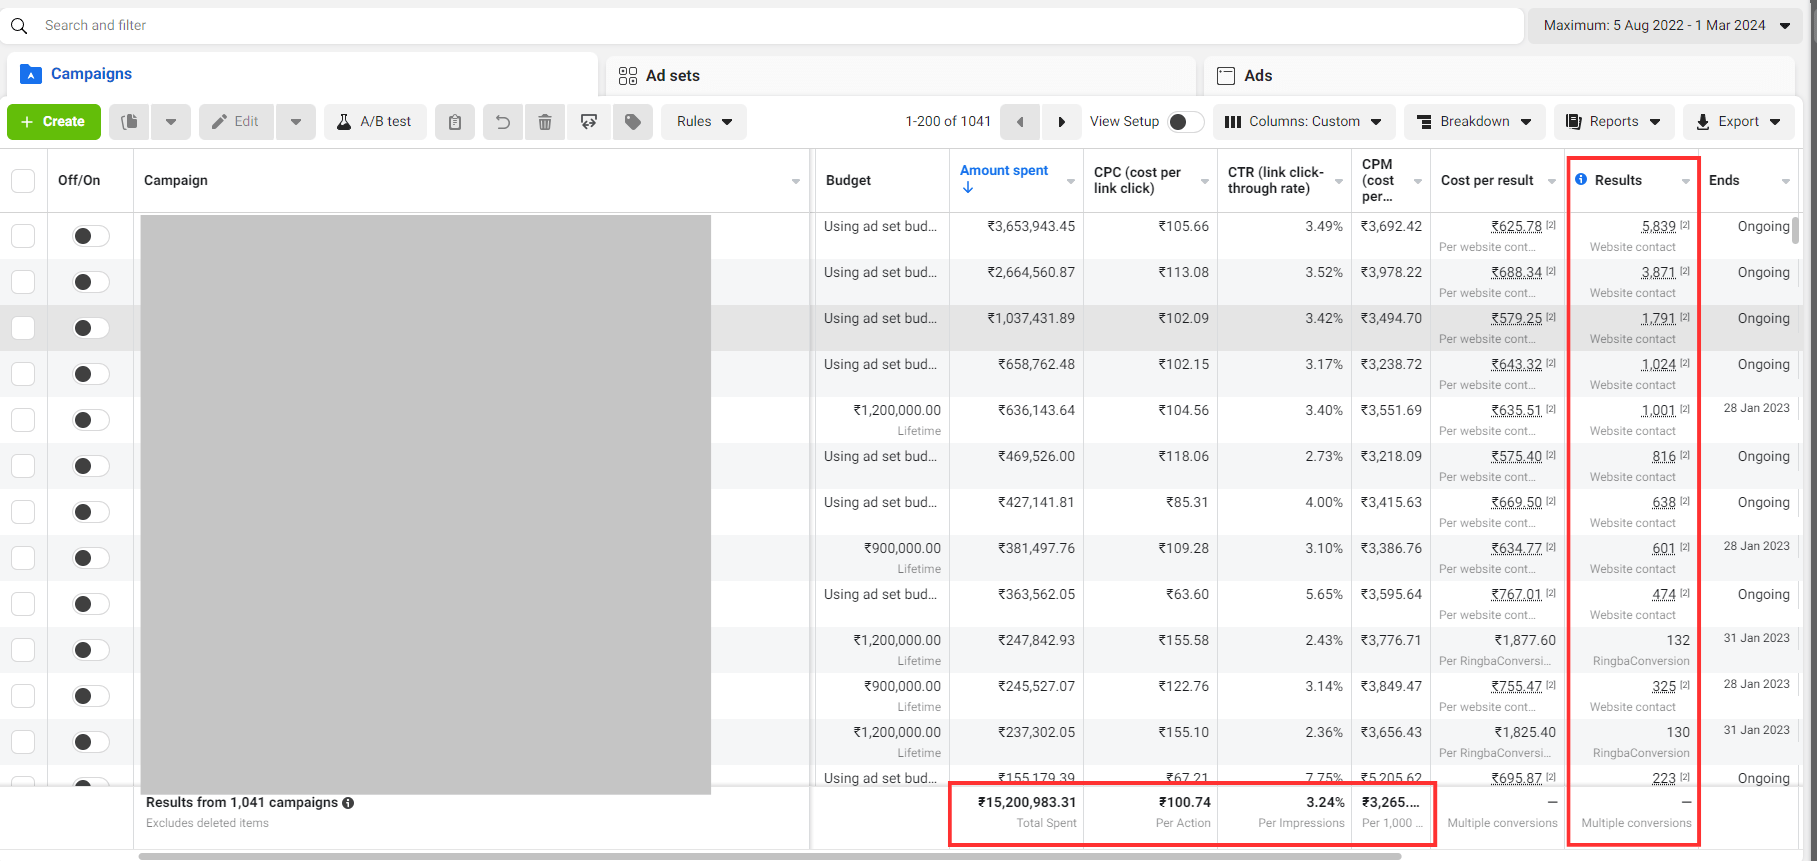 Search and filter
Maximum: 5 Aug 2022 - 1 Mar 2024
Campaigns
Ad sets
Ads
+ Create
Edit
A/B test
Rules
1-200 of 1041
View Setup
Columns: Custom
Breakdown
Reports
Export
Off/On
Campaign
Budget
Amount spent ↓
CPC (cost per link click)
CTR (link click-through rate)
CPM (cost per...
Cost per result
Results
Ends
Using ad set bud... ₹3,653,943.45 ₹105.66 3.49% ₹3,692.42 ₹625.78 [2] 5,839 [2] Ongoing
Per website cont... Website contact
Using ad set bud... ₹2,664,560.87 ₹113.08 3.52% ₹3,978.22 ₹688.34 [2] 3,871 [2] Ongoing
Per website cont... Website contact
Using ad set bud... ₹1,037,431.89 ₹102.09 3.42% ₹3,494.70 ₹579.25 [2] 1,791 [2] Ongoing
Per website cont... Website contact
Using ad set bud... ₹658,762.48 ₹102.15 3.17% ₹3,238.72 ₹643.32 [2] 1,024 [2] Ongoing
Per website cont... Website contact
₹1,200,000.00 ₹636,143.64 ₹104.56 3.40% ₹3,551.69 ₹635.51 [2] 1,001 [2] 28 Jan 2023
Lifetime Per website cont... Website contact
Using ad set bud... ₹469,526.00 ₹118.06 2.73% ₹3,218.09 ₹575.40 [2] 816 [2] Ongoing
Per website cont... Website contact
Using ad set bud... ₹427,141.81 ₹85.31 4.00% ₹3,415.63 ₹669.50 [2] 638 [2] Ongoing
Per website cont... Website contact
₹900,000.00 ₹381,497.76 ₹109.28 3.10% ₹3,386.76 ₹634.77 [2] 601 [2] 28 Jan 2023
Lifetime Per website cont... Website contact
Using ad set bud... ₹363,562.05 ₹63.60 5.65% ₹3,595.64 ₹767.01 [2] 474 [2] Ongoing
Per website cont... Website contact
₹1,200,000.00 ₹247,842.93 ₹155.58 2.43% ₹3,776.71 ₹1,877.60 132 31 Jan 2023
Lifetime Per RingbaConversi... RingbaConversion
₹900,000.00 ₹245,527.07 ₹122.76 3.14% ₹3,849.47 ₹755.47 [2] 325 [2] 28 Jan 2023
Lifetime Per website cont... Website contact
₹1,200,000.00 ₹237,302.05 ₹155.10 2.36% ₹3,656.43 ₹1,825.40 130 31 Jan 2023
Lifetime Per RingbaConversi... RingbaConversion
Using ad set bud... ₹155,179.39 ₹67.21 7.75% ₹5,205.62 ₹695.87 [2] 223 [2] Ongoing
Results from 1,041 campaigns ₹15,200,983.31 ₹100.74 3.24% ₹3,265.... — —
Excludes deleted items Total Spent Per Action Per Impressions Per 1,000 ... Multiple conversions Multiple conversions